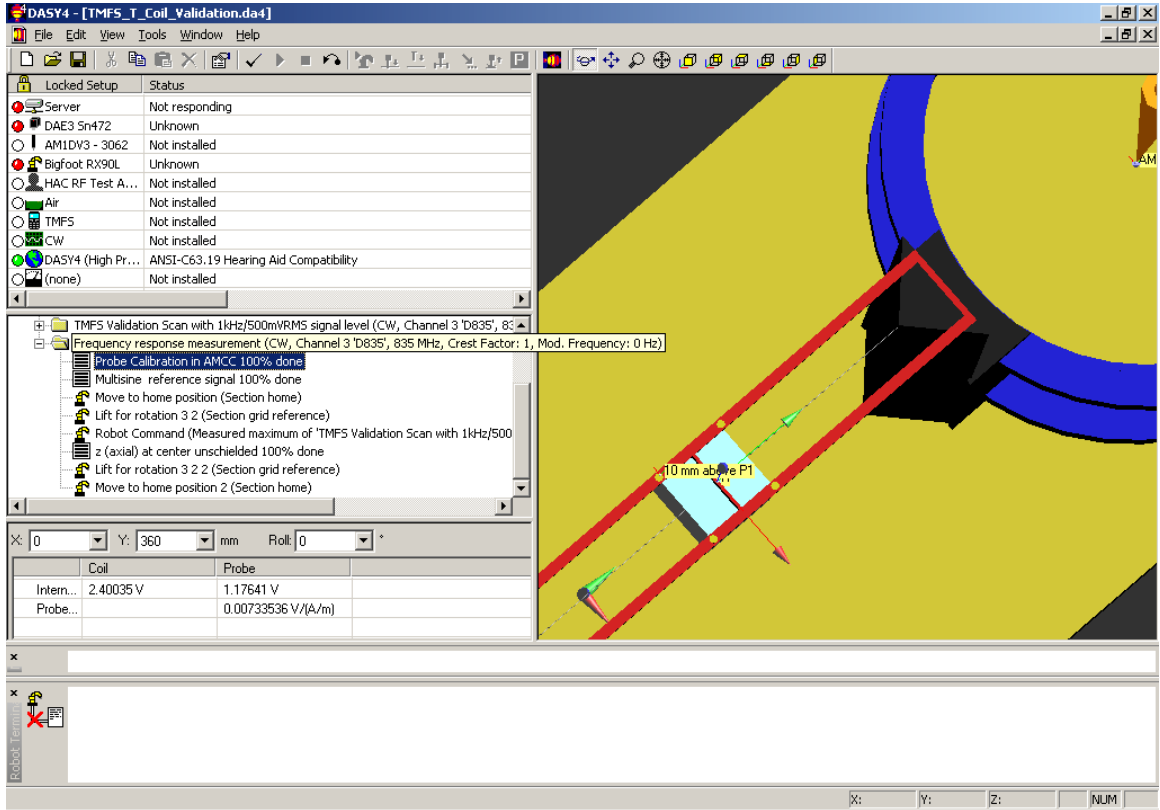 DASY4 - [TMFS_T_Coil_Validation.da4]
File Edit View Tools Window Help
Locked Setup Status
Server Not responding
DAE3 Sn472 Unknown
AM1DV3 - 3062 Not installed
Bigfoot RX90L Unknown
HAC RF Test A... Not installed
Air Not installed
TMFS Not installed
CW Not installed
DASY4 (High Pr... ANSI-C63.19 Hearing Aid Compatibility
(none) Not installed
TMFS Validation Scan with 1kHz/500mVRMS signal level (CW, Channel 3 'D835', 83
Frequency response measurement (CW, Channel 3 'D835', 835 MHz, Crest Factor: 1, Mod. Frequency: 0 Hz)
Probe Calibration in AMCC 100% done
Multisine reference signal 100% done
Move to home position (Section home)
Lift for rotation 3 2 (Section grid reference)
Robot Command (Measured maximum of 'TMFS Validation Scan with 1kHz/500
z (axial) at center unschielded 100% done
Lift for rotation 3 2 2 (Section grid reference)
Move to home position 2 (Section home)
X: 0 Y: 360 mm Roll: 0 °
Coil Probe
Intern... 2.40035 V 1.17641 V
Probe... 0.00733536 V/(A/m)
AM
10 mm above P1
Robot Termin
X: Y: Z: NUM